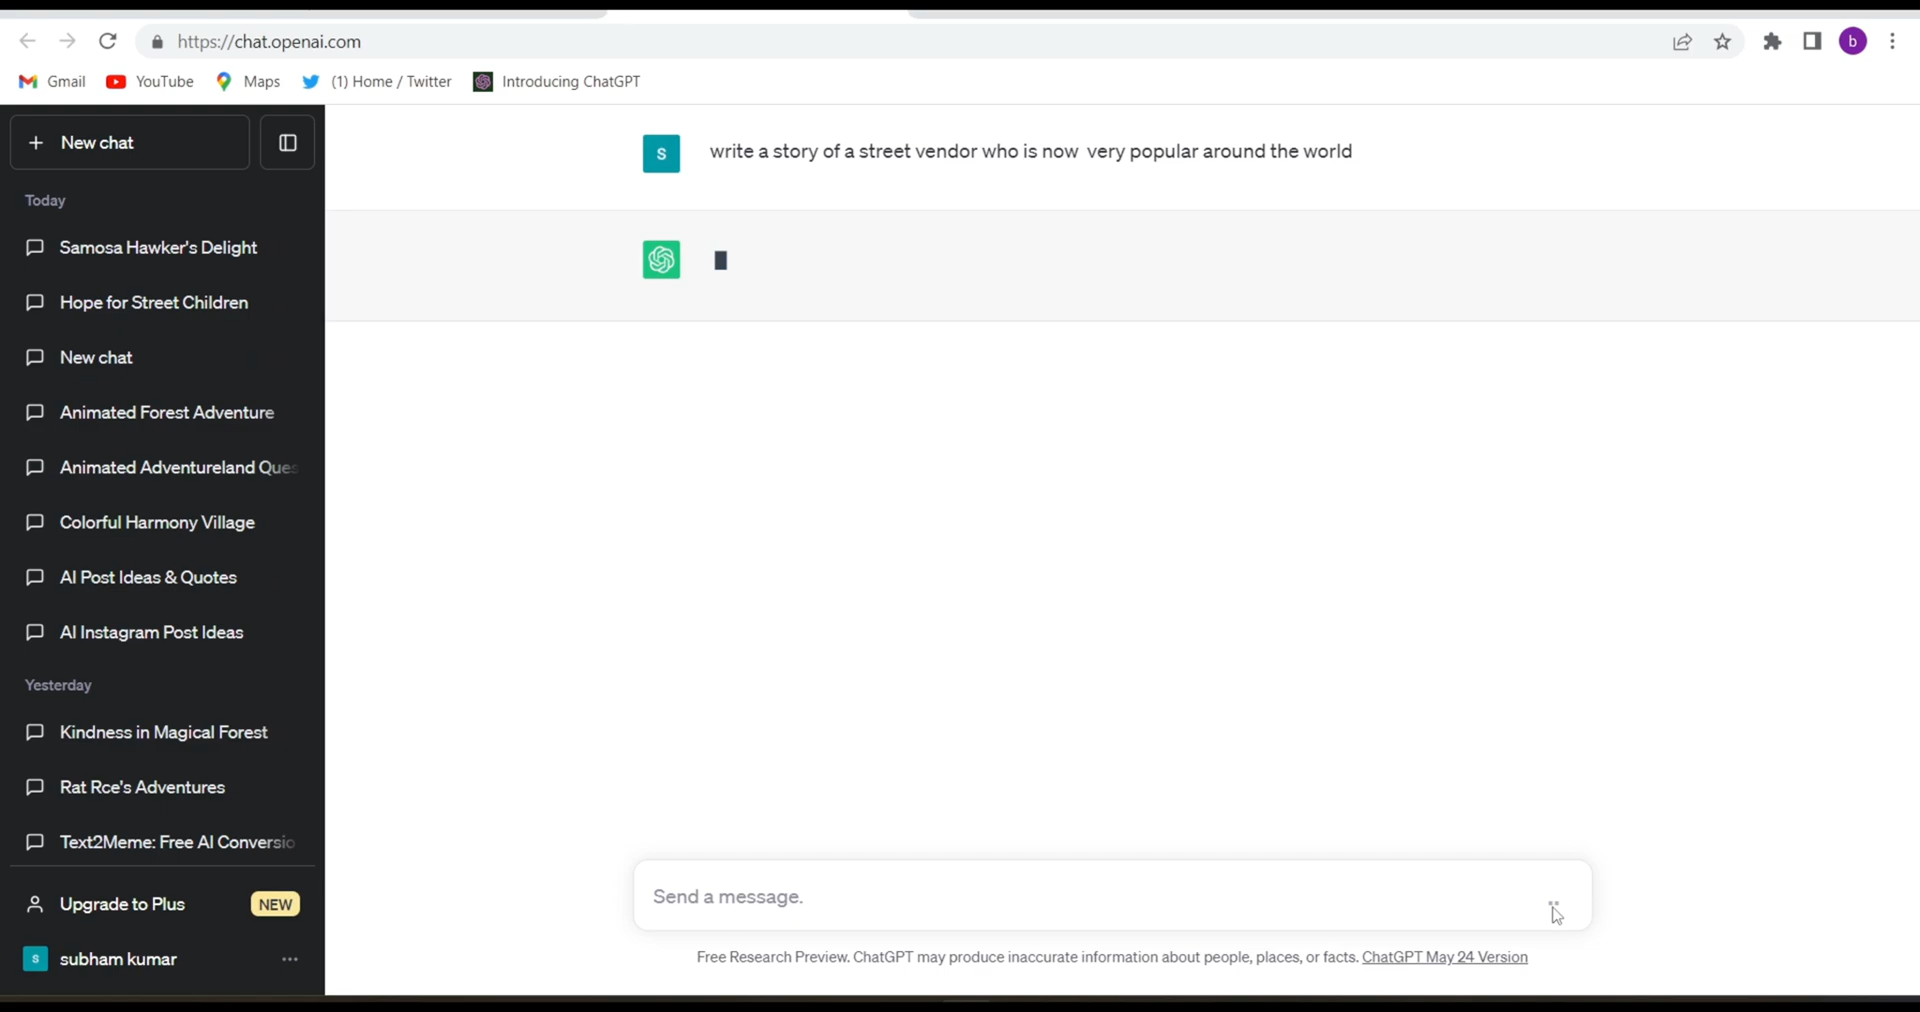 https://chat.openai.com
b
Gmail
YouTube
Maps
(1) Home / Twitter
Introducing ChatGPT
New chat
S
write a story of a street vendor who is now very popular around the world
Today
Samosa Hawker's Delight
Hope for Street Children
New chat
Animated Forest Adventure
Animated Adventureland Ques
Colorful Harmony Village
AI Post Ideas & Quotes
AI Instagram Post Ideas
Yesterday
Kindness in Magical Forest
Rat Rce's Adventures
Text2Meme: Free AI Conversio
Upgrade to Plus
NEW
S
subham kumar
Send a message.
Free Research Preview. ChatGPT may produce inaccurate information about people, places, or facts. ChatGPT May 24 Version